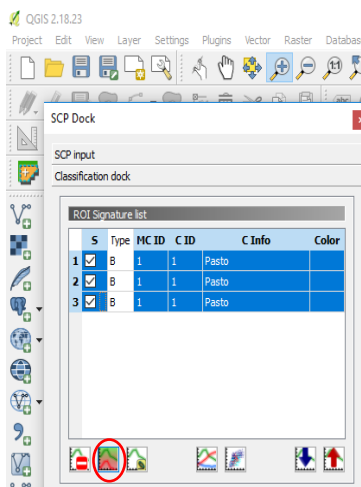 QGIS 2.18.23
Project Edit View Layer Settings Plugins Vector Raster Databas
1:1
SCP Dock
SCP input
Classification dock
ROI Signature list
S Type MC ID C ID C Info Color
1 B 1 1 Pasto
2 B 1 1 Pasto
3 B 1 1 Pasto